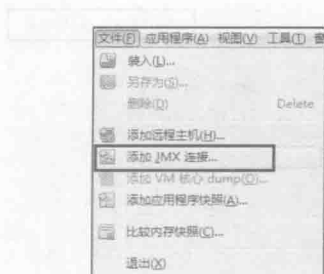 文件(F) 应用程序(A) 视图(V) 工具(T) 窗
装入(L)...
另存为(S)...
删除(D) Delete
添加远程主机(H)...
添加 JMX 连接...
添加 VM 核心 dump(O)...
添加应用程序快照(A)...
比较内存快照(C)...
退出(X)